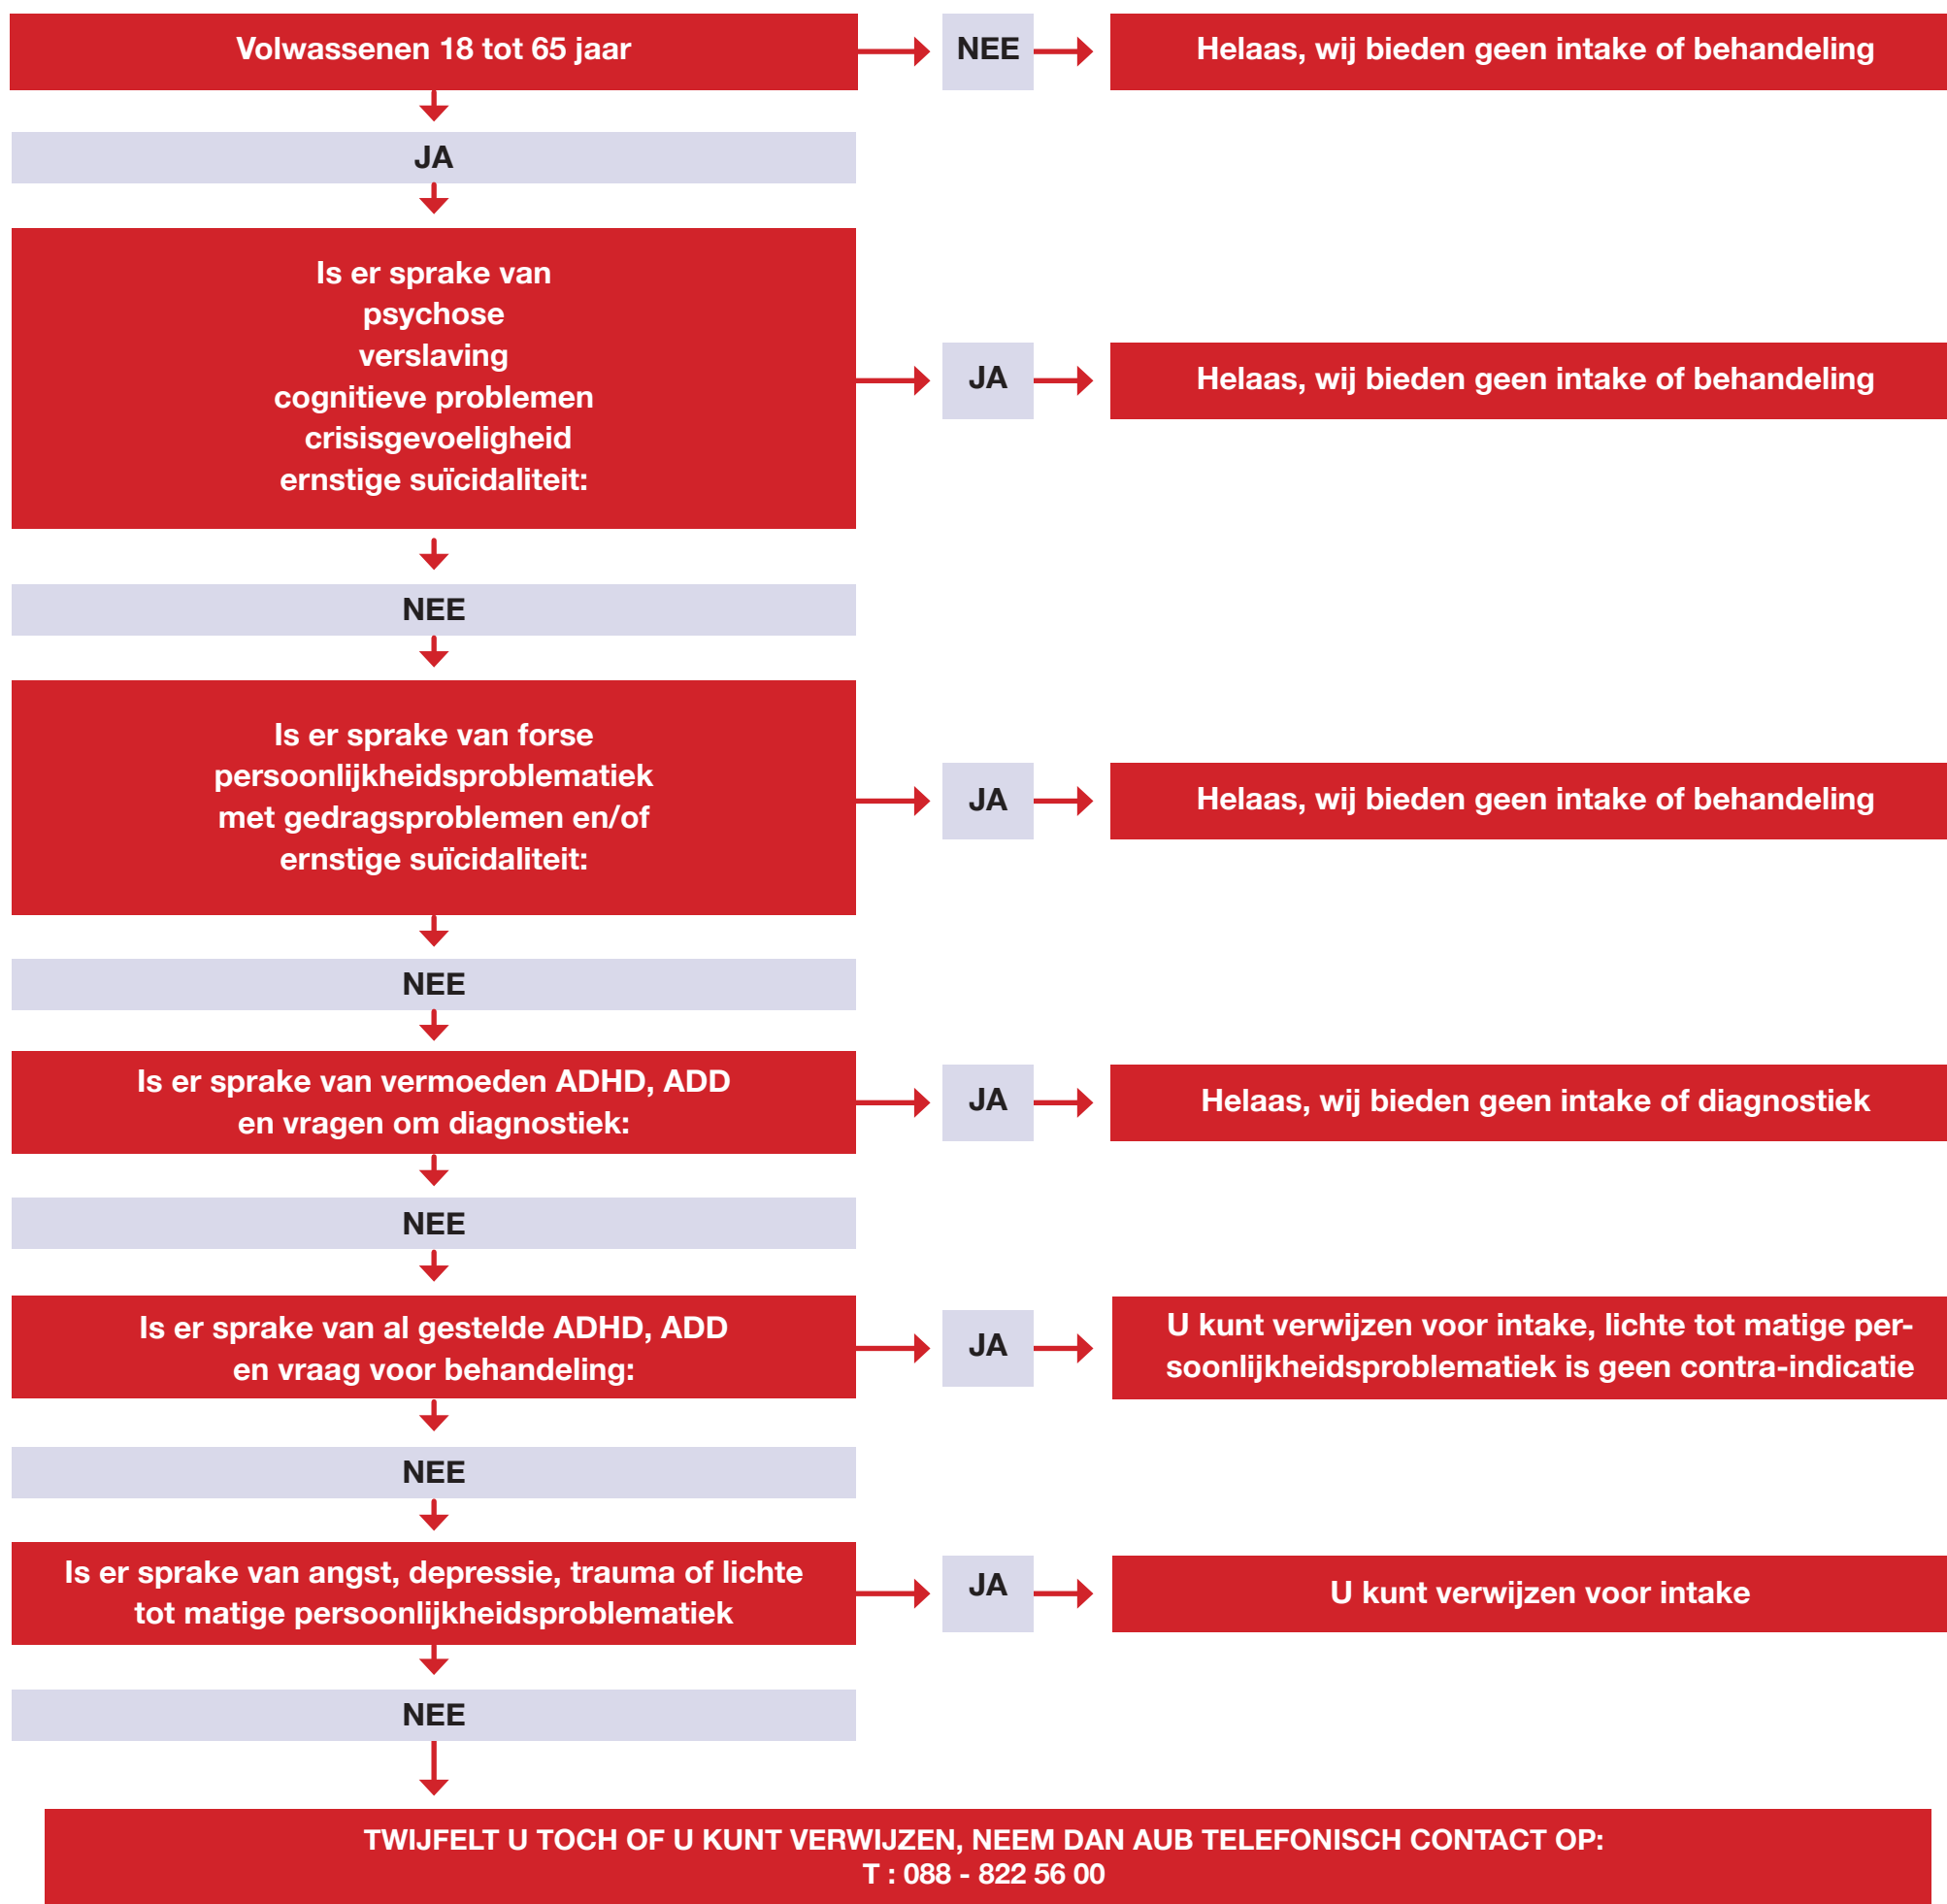 Volwassenen 18 tot 65 jaar
NEE
Helaas, wij bieden geen intake of behandeling
JA
Is er sprake van
psychose
verslaving
cognitieve problemen
crisisgevoeligheid
ernstige suïcidaliteit:
JA
Helaas, wij bieden geen intake of behandeling
NEE
Is er sprake van forse
persoonlijkheidsproblematiek
met gedragsproblemen en/of
ernstige suïcidaliteit:
JA
Helaas, wij bieden geen intake of behandeling
NEE
Is er sprake van vermoeden ADHD, ADD
en vragen om diagnostiek:
JA
Helaas, wij bieden geen intake of diagnostiek
NEE
Is er sprake van al gestelde ADHD, ADD
en vraag voor behandeling:
JA
U kunt verwijzen voor intake, lichte tot matige per-
soonlijkheidsproblematiek is geen contra-indicatie
NEE
Is er sprake van angst, depressie, trauma of lichte
tot matige persoonlijkheidsproblematiek
JA
U kunt verwijzen voor intake
NEE
TWIJFELT U TOCH OF U KUNT VERWIJZEN, NEEM DAN AUB TELEFONISCH CONTACT OP:
T : 088 - 822 56 00